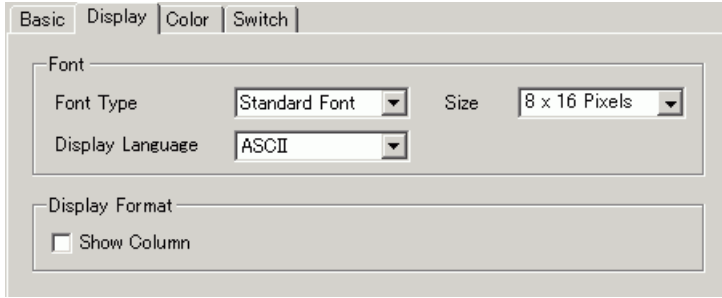 Basic Display Color Switch
Font
Font Type Standard Font Size 8 x 16 Pixels
Display Language ASCII
Display Format
Show Column